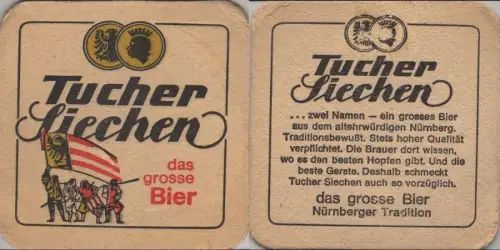 Tucher
Siechen
das
grosse
Bier
Tucher
Siechen
... zwei Namen – ein grosses Bier
aus dem altehrwürdigen Nürnberg.
Traditionsbewußt. Stets hoher Qualität
verpflichtet. Die Brauer dort wissen,
wo es den besten Hopfen gibt. Und die
beste Gerste. Deshalb schmeckt
Tucher Siechen auch so vorzüglich.
das grosse Bier
Nürnberger Tradition